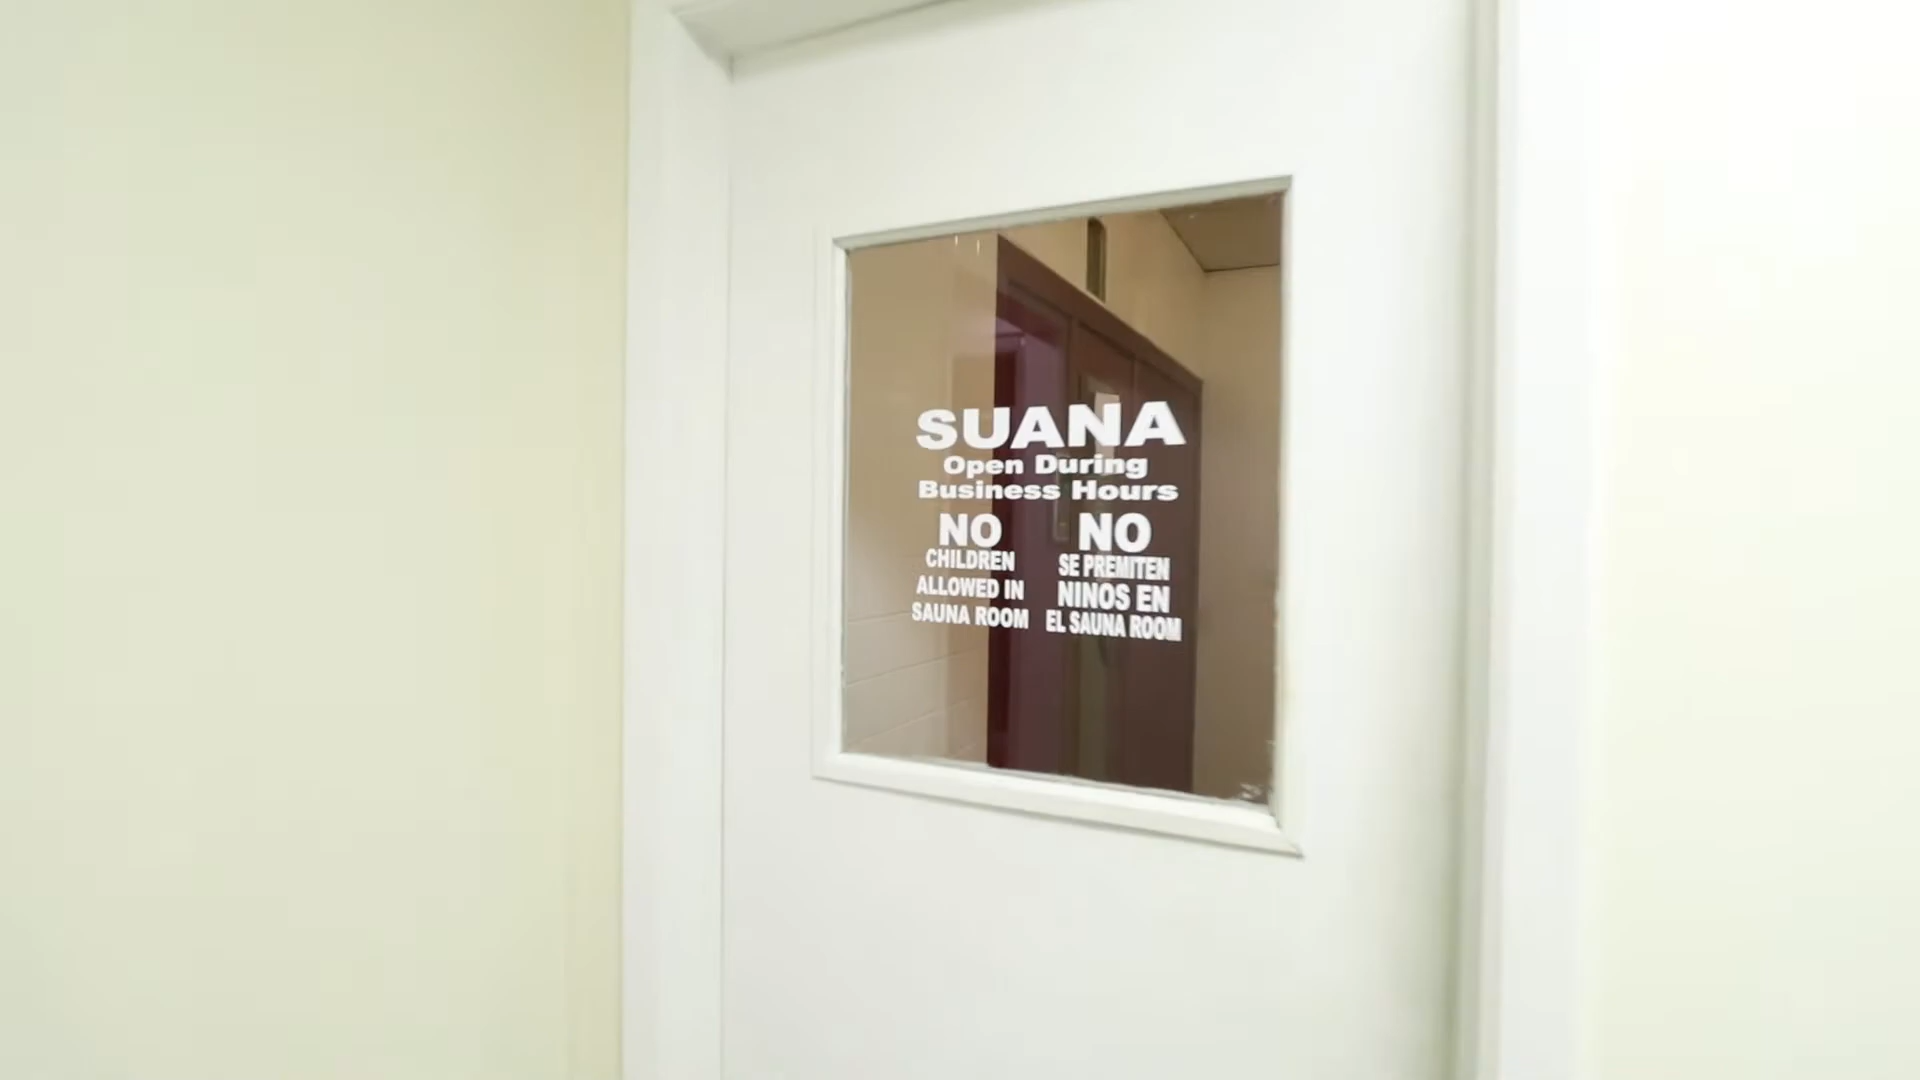 SUANA
Open During
Business Hours
NO
CHILDREN
ALLOWED IN
SAUNA ROOM
NO
SE PREMITEN
NINOS EN
EL SAUNA ROOM